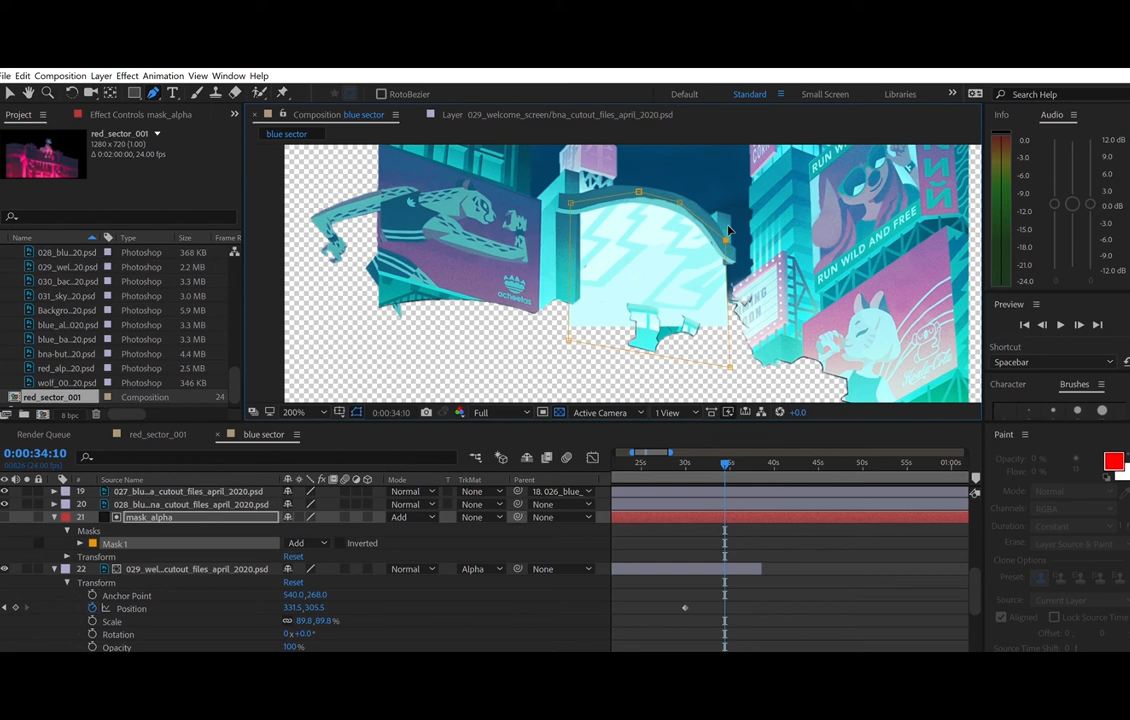 File Edit Composition Layer Effect Animation View Window Help
RotoBezier Default Standard Small Screen Libraries Search Help
Project Effect Controls mask_alpha Composition blue sector Layer 029_welcome_screen/bna_cutout_files_april_2020.psd Info Audio
red_sector_001 blue sector
1280 x 720 (1.00)
Δ 0:02:00:00, 24.00 fps
12.0 dB
0.0 9.0
-3.0 6.0
-6.0 3.0
-9.0 0.0 dB
-12.0 -3.0
-15.0 -6.0
-18.0 -9.0
-21.0
-24.0 -12.0 dB
RUN WILD AND FREE
RUN WILD AND FREE
acheetas
Name Type Size Frame R
028_blu...20.psd Photoshop 368 KB
029_wel...20.psd Photoshop 2.2 MB
030_bac...20.psd Photoshop 3.3 MB
031_sky...20.psd Photoshop 3.3 MB
Backgro...20.psd Photoshop 5.9 MB
blue_al...020.psd Photoshop 3.3 MB
blue_ba...20.psd Photoshop 3.3 MB
bna-but...20.psd Photoshop 4.4 MB
red_alp...20.psd Photoshop 2.5 MB
wolf_00...20.psd Photoshop 346 KB
red_sector_001 Composition 24
8 bpc
200% 0:00:34:10 Full Active Camera 1 View +0.0
Preview
Shortcut
Spacebar
Character Brushes
Render Queue red_sector_001 blue sector
0:00:34:10
00826 (24.00 fps)
25s 30s 35s 40s 45s 50s 55s 01:00s
# Source Name Mode T TrkMat Parent
19 027_blu...a_cutout_files_april_2020.psd Normal None 18. 026_blue_
20 028_blu...na_cutout_files_april_2020.psd Normal None None
21 mask_alpha Add None None
Masks
Mask 1 Add Inverted
Transform Reset
22 029_wel...cutout_files_april_2020.psd Normal Alpha None
Transform Reset
Anchor Point 540.0,268.0
Position 331.5,305.5
Scale 89.8,89.8%
Rotation 0x+0.0°
Opacity 100%
Paint
Opacity: 0 %
Flow: 0 %
Mode: Normal
Channels: RGBA
Duration: Constant
Erase: Layer Source & Paint
Clone Options
Preset:
Source: Current Layer
Aligned Lock Source Time
Offset: 0, 0
Source Time Shift: 0